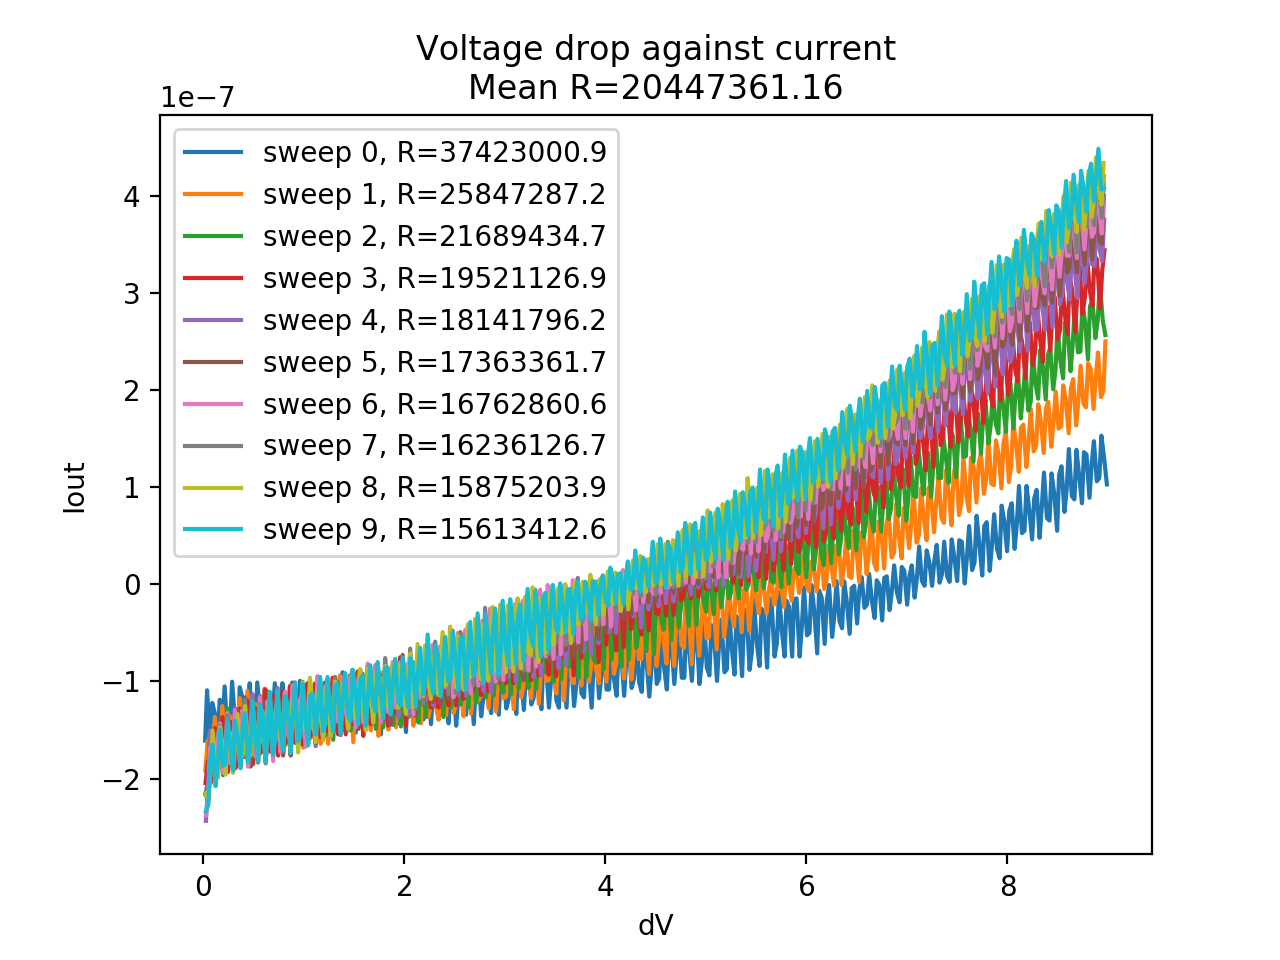 Voltage drop against current
Mean R=20447361.16
1e−7
sweep 0, R=37423000.9
sweep 1, R=25847287.2
sweep 2, R=21689434.7
sweep 3, R=19521126.9
sweep 4, R=18141796.2
sweep 5, R=17363361.7
sweep 6, R=16762860.6
sweep 7, R=16236126.7
sweep 8, R=15875203.9
sweep 9, R=15613412.6
4
3
2
1
0
−1
−2
Iout
0 2 4 6 8
dV